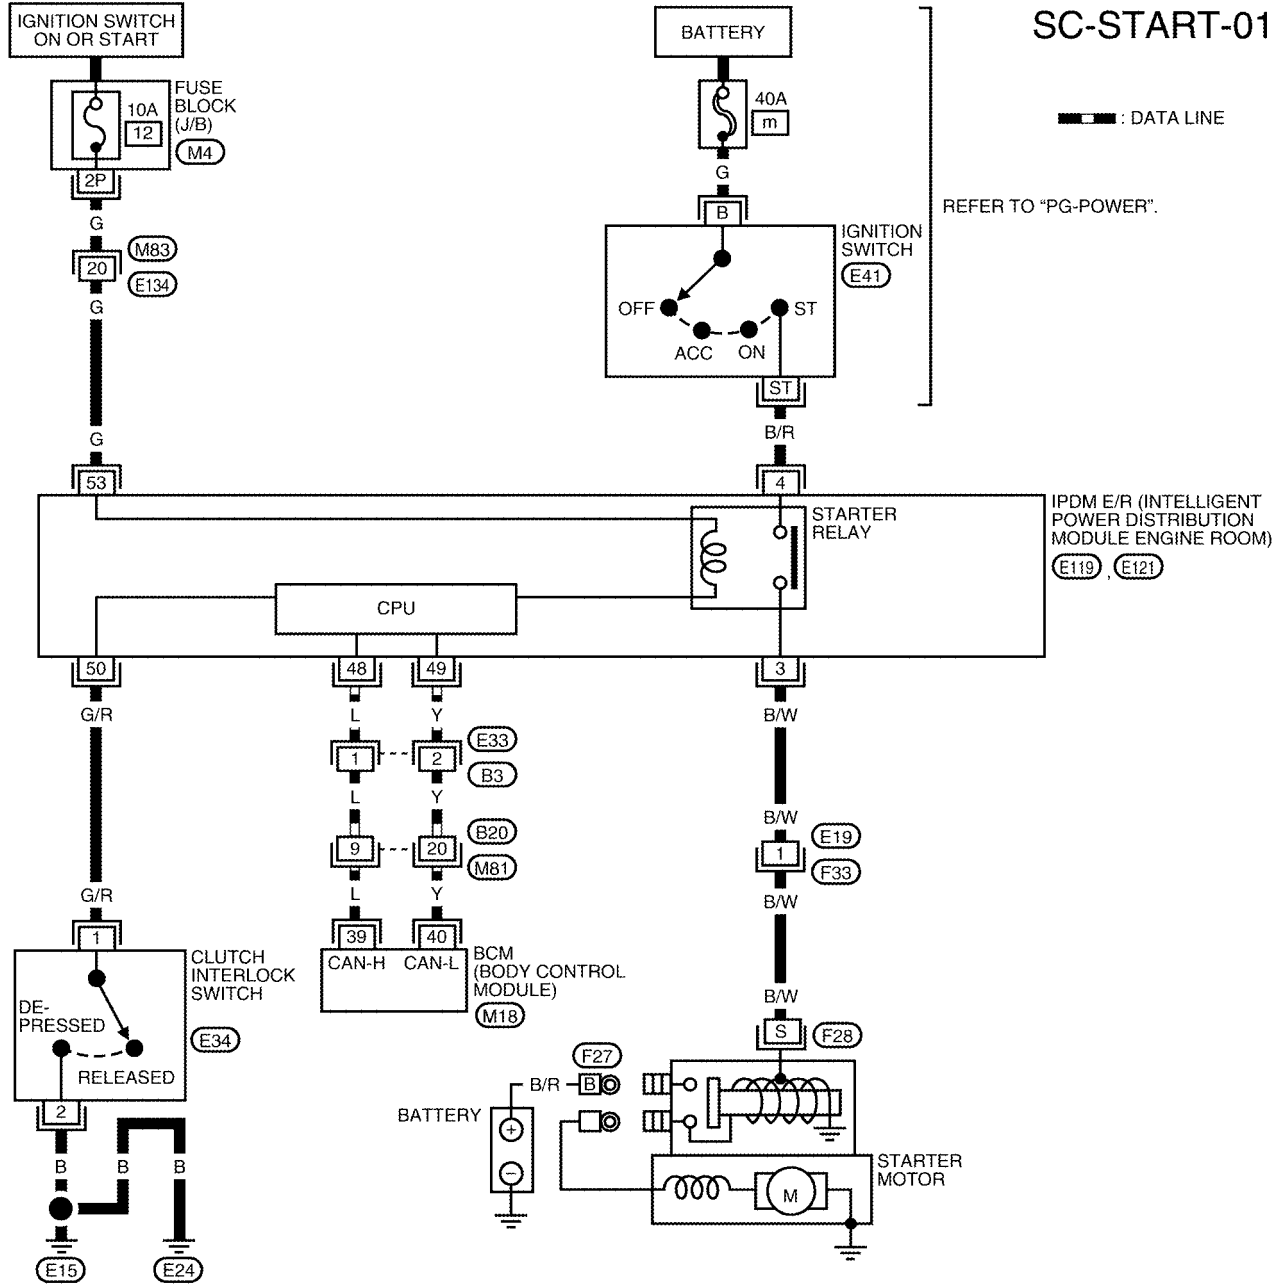 SC-START-01
IGNITION SWITCH
ON OR START
BATTERY
FUSE
BLOCK
(J/B)
10A
12
M4
40A
m
: DATA LINE
2P
G
G
B
REFER TO “PG-POWER”.
M83
20
E134
G
IGNITION
SWITCH
E41
OFF
ST
ACC
ON
ST
G
B/R
53
4
STARTER
RELAY
IPDM E/R (INTELLIGENT
POWER DISTRIBUTION
MODULE ENGINE ROOM)
E119 , E121
CPU
50
48
49
3
G/R
L
Y
B/W
E33
1
2
B3
L
Y
B/W
B20
E19
9
20
1
M81
F33
G/R
L
Y
B/W
1
39
40
CAN-H
CAN-L
BCM
(BODY CONTROL
MODULE)
M18
CLUTCH
INTERLOCK
SWITCH
E34
DE-
PRESSED
RELEASED
2
B/W
S
F28
F27
B/R
B
BATTERY
+
−
STARTER
MOTOR
M
B
B
B
E15
E24